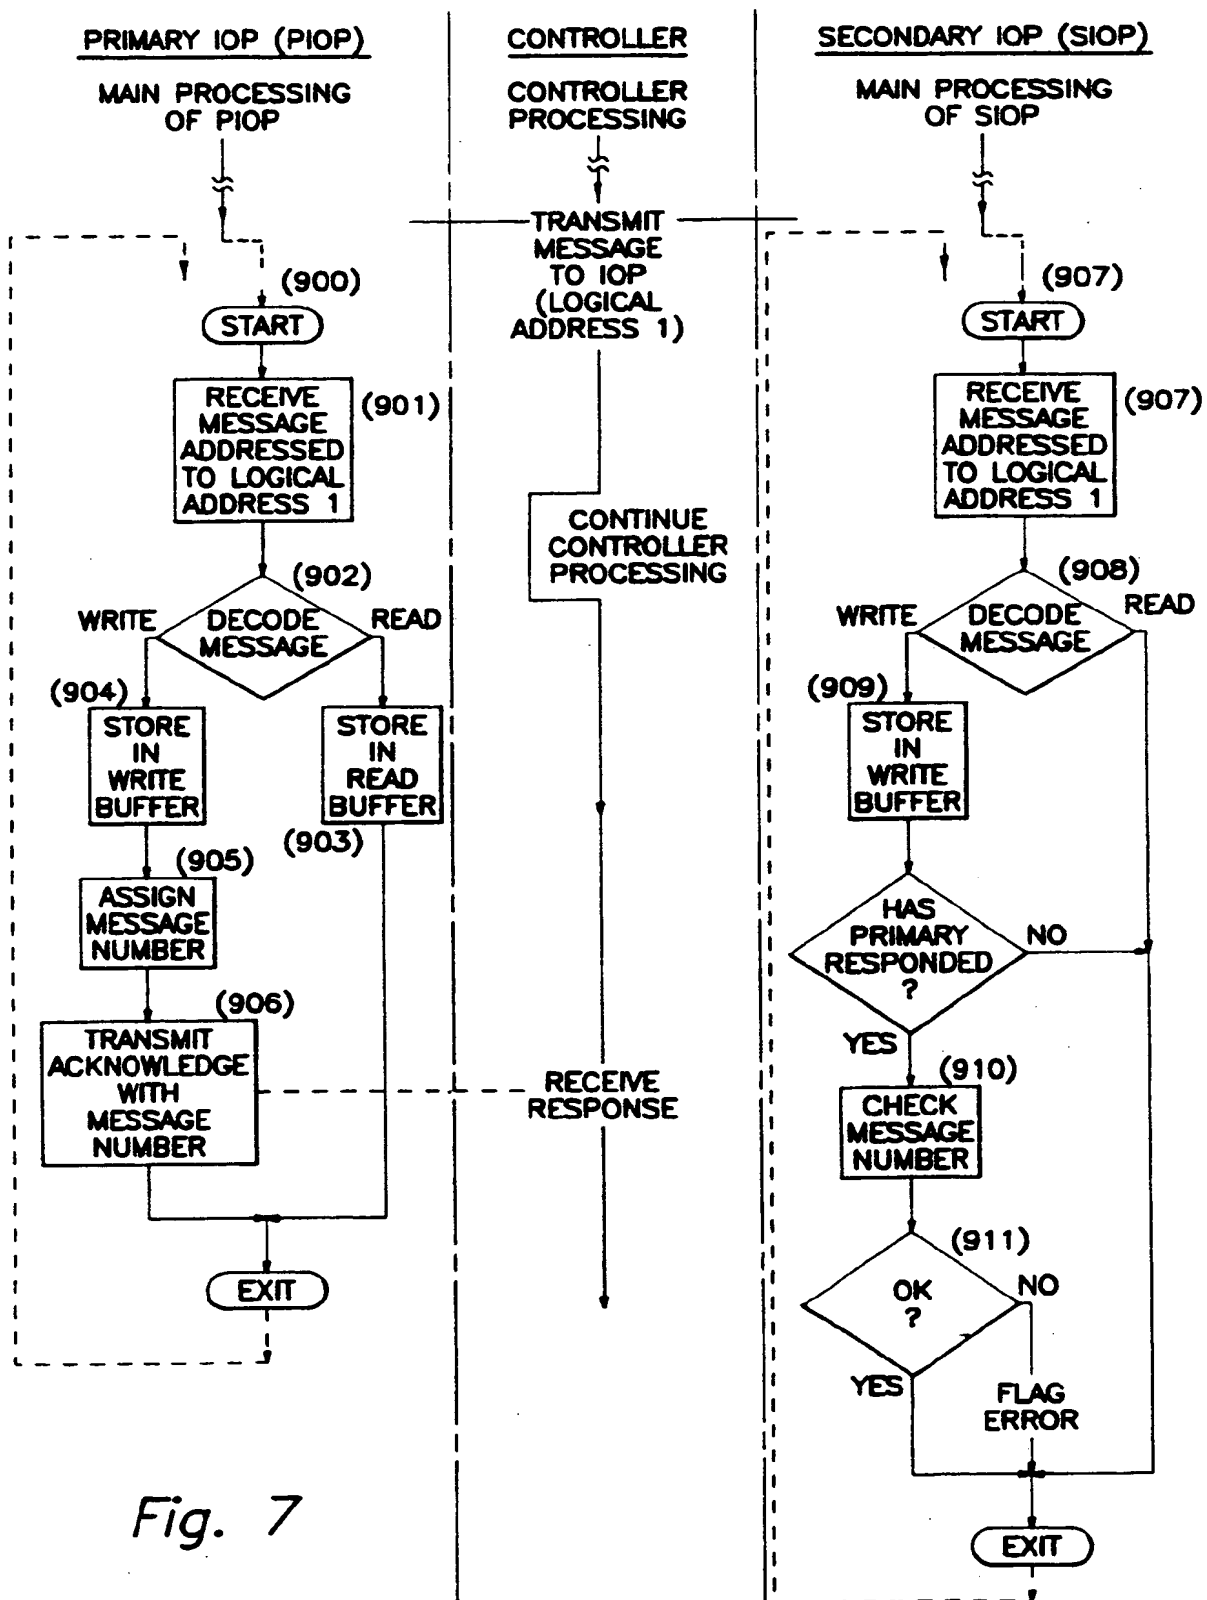 PRIMARY IOP (PIOP)
MAIN PROCESSING
OF PIOP
(900)
START
RECEIVE
MESSAGE
ADDRESSED
TO LOGICAL
ADDRESS 1
(901)
(902)
WRITE
DECODE
MESSAGE
READ
(904)
STORE
IN
WRITE
BUFFER
STORE
IN
READ
BUFFER
(903)
(905)
ASSIGN
MESSAGE
NUMBER
(906)
TRANSMIT
ACKNOWLEDGE
WITH
MESSAGE
NUMBER
EXIT
CONTROLLER
CONTROLLER
PROCESSING
TRANSMIT
MESSAGE
TO IOP
(LOGICAL
ADDRESS 1)
CONTINUE
CONTROLLER
PROCESSING
RECEIVE
RESPONSE
SECONDARY IOP (SIOP)
MAIN PROCESSING
OF SIOP
(907)
START
RECEIVE
MESSAGE
ADDRESSED
TO LOGICAL
ADDRESS 1
(907)
(908)
WRITE
DECODE
MESSAGE
READ
(909)
STORE
IN
WRITE
BUFFER
HAS
PRIMARY
RESPONDED
?
NO
YES
(910)
CHECK
MESSAGE
NUMBER
(911)
OK
?
NO
YES
FLAG
ERROR
EXIT
Fig. 7